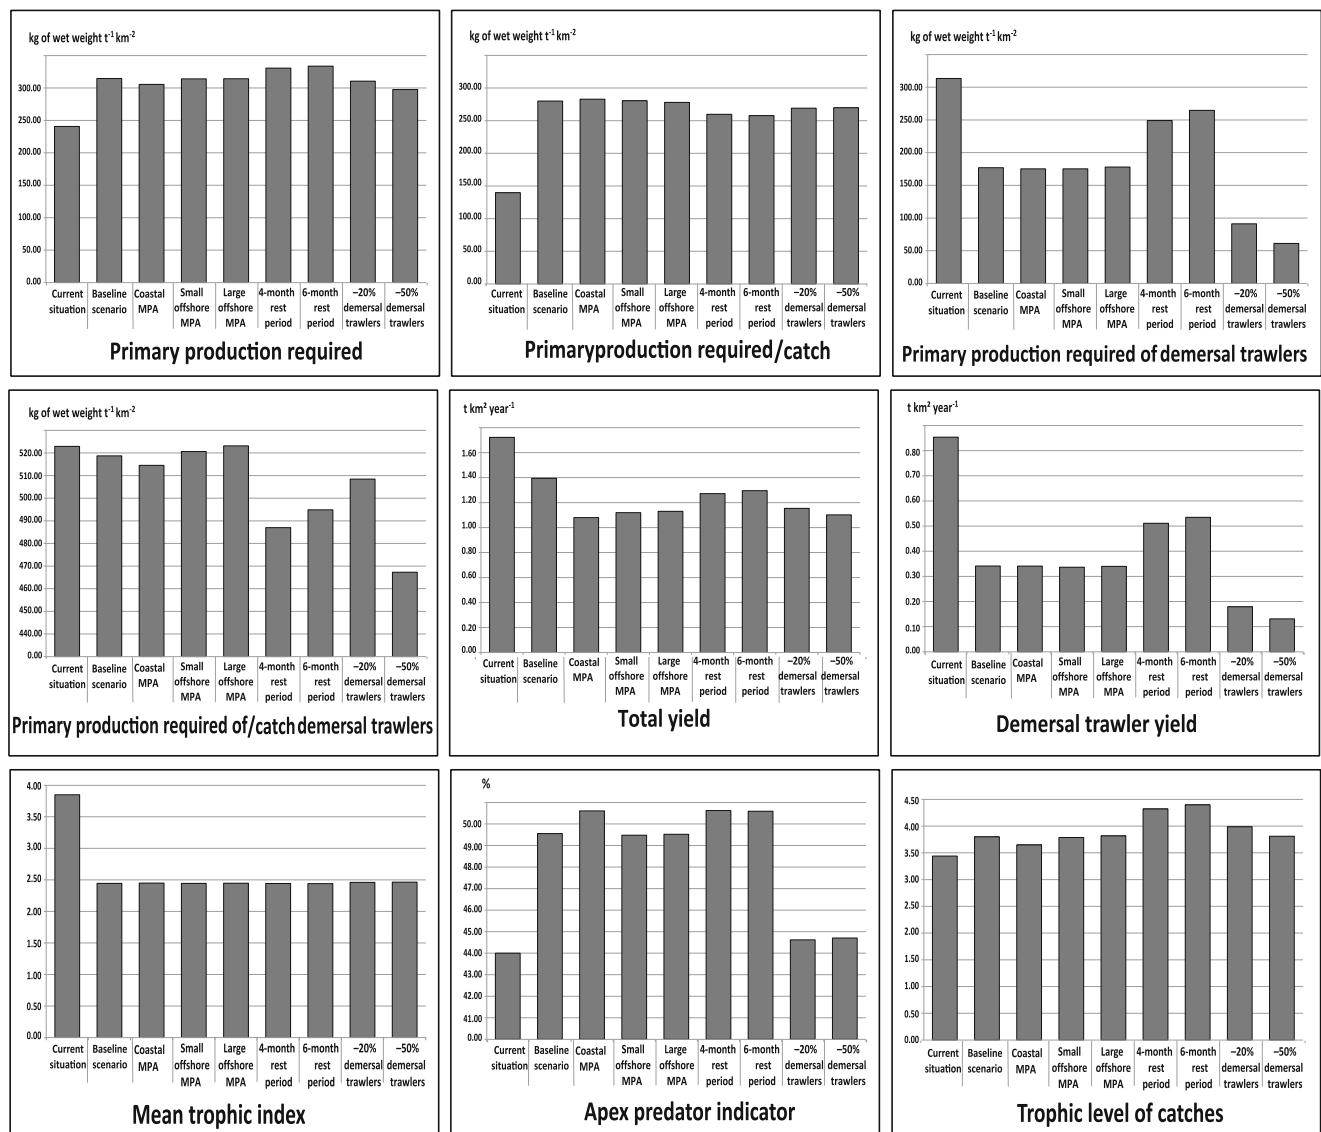 kg of wet weight t-1 km-2
300.00
250.00
200.00
150.00
100.00
50.00
0.00
Current Baseline Coastal Small Large 4-month 6-month –20% –50%
situation scenario MPA offshore offshore rest rest demersal demersal
MPA MPA period period trawlers trawlers
Primary production required
kg of wet weight t-1 km-2
300.00
250.00
200.00
150.00
100.00
50.00
0.00
Current Baseline Coastal Small Large 4-month 6-month –20% –50%
situation scenario MPA offshore offshore rest rest demersal demersal
MPA MPA period period trawlers trawlers
Primaryproduction required/catch
kg of wet weight t-1 km-2
300.00
250.00
200.00
150.00
100.00
50.00
0.00
Current Baseline Coastal Small Large 4-month 6-month –20% –50%
situation scenario MPA offshore offshore rest rest demersal demersal
MPA MPA period period trawlers trawlers
Primary production required of demersal trawlers
kg of wet weight t-1 km-2
520.00
510.00
500.00
490.00
480.00
470.00
460.00
450.00
440.00
0.00
Current Baseline Coastal Small Large 4-month 6-month –20% –50%
situation scenario MPA offshore offshore rest rest demersal demersal
MPA MPA period period trawlers trawlers
Primary production required of/catch demersal trawlers
t km² year-1
1.60
1.40
1.20
1.00
0.80
0.60
0.40
0.20
0.00
Current Baseline Coastal Small Large 4-month 6-month –20% –50%
situation scenario MPA offshore offshore rest rest demersal demersal
MPA MPA period period trawlers trawlers
Total yield
t km² year-1
0.80
0.70
0.60
0.50
0.40
0.30
0.20
0.10
0.00
Current Baseline Coastal Small Large 4-month 6-month –20% –50%
situation scenario MPA offshore offshore rest rest demersal demersal
MPA MPA period period trawlers trawlers
Demersal trawler yield
4.00
3.50
3.00
2.50
2.00
1.50
1.00
0.50
0.00
Current Baseline Coastal Small Large 4-month 6-month –20% –50%
situation scenario MPA offshore offshore rest rest demersal demersal
MPA MPA period period trawlers trawlers
Mean trophic index
%
50.00
49.00
48.00
47.00
46.00
45.00
44.00
43.00
42.00
41.00
0.00
Current Baseline Coastal Small Large 4-month 6-month –20% –50%
situation scenario MPA offshore offshore rest rest demersal demersal
MPA MPA period period trawlers trawlers
Apex predator indicator
4.50
4.00
3.50
3.00
2.50
2.00
1.50
1.00
0.50
0.00
Current Baseline Coastal Small Large 4-month 6-month –20% –50%
situation scenario MPA offshore offshore rest rest demersal demersal
MPA MPA period period trawlers trawlers
Trophic level of catches